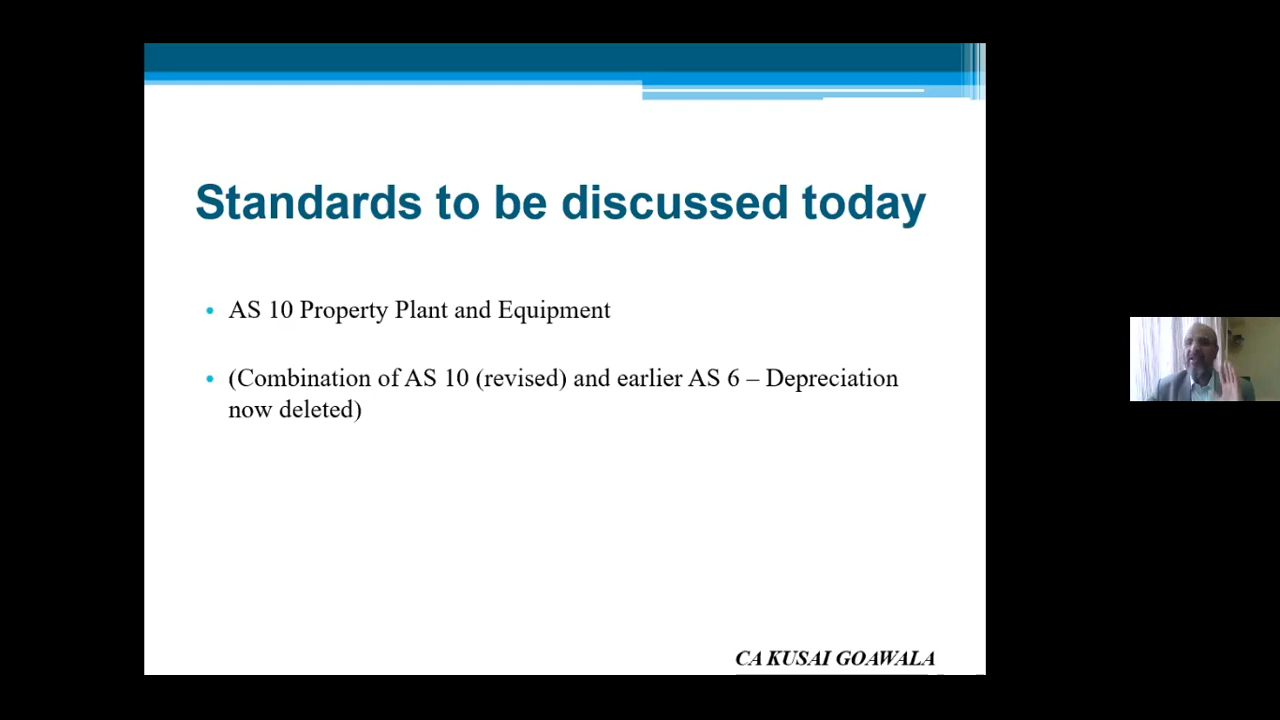 Standards to be discussed today
• AS 10 Property Plant and Equipment
• (Combination of AS 10 (revised) and earlier AS 6 – Depreciation
now deleted)
CA KUSAI GOAWALA